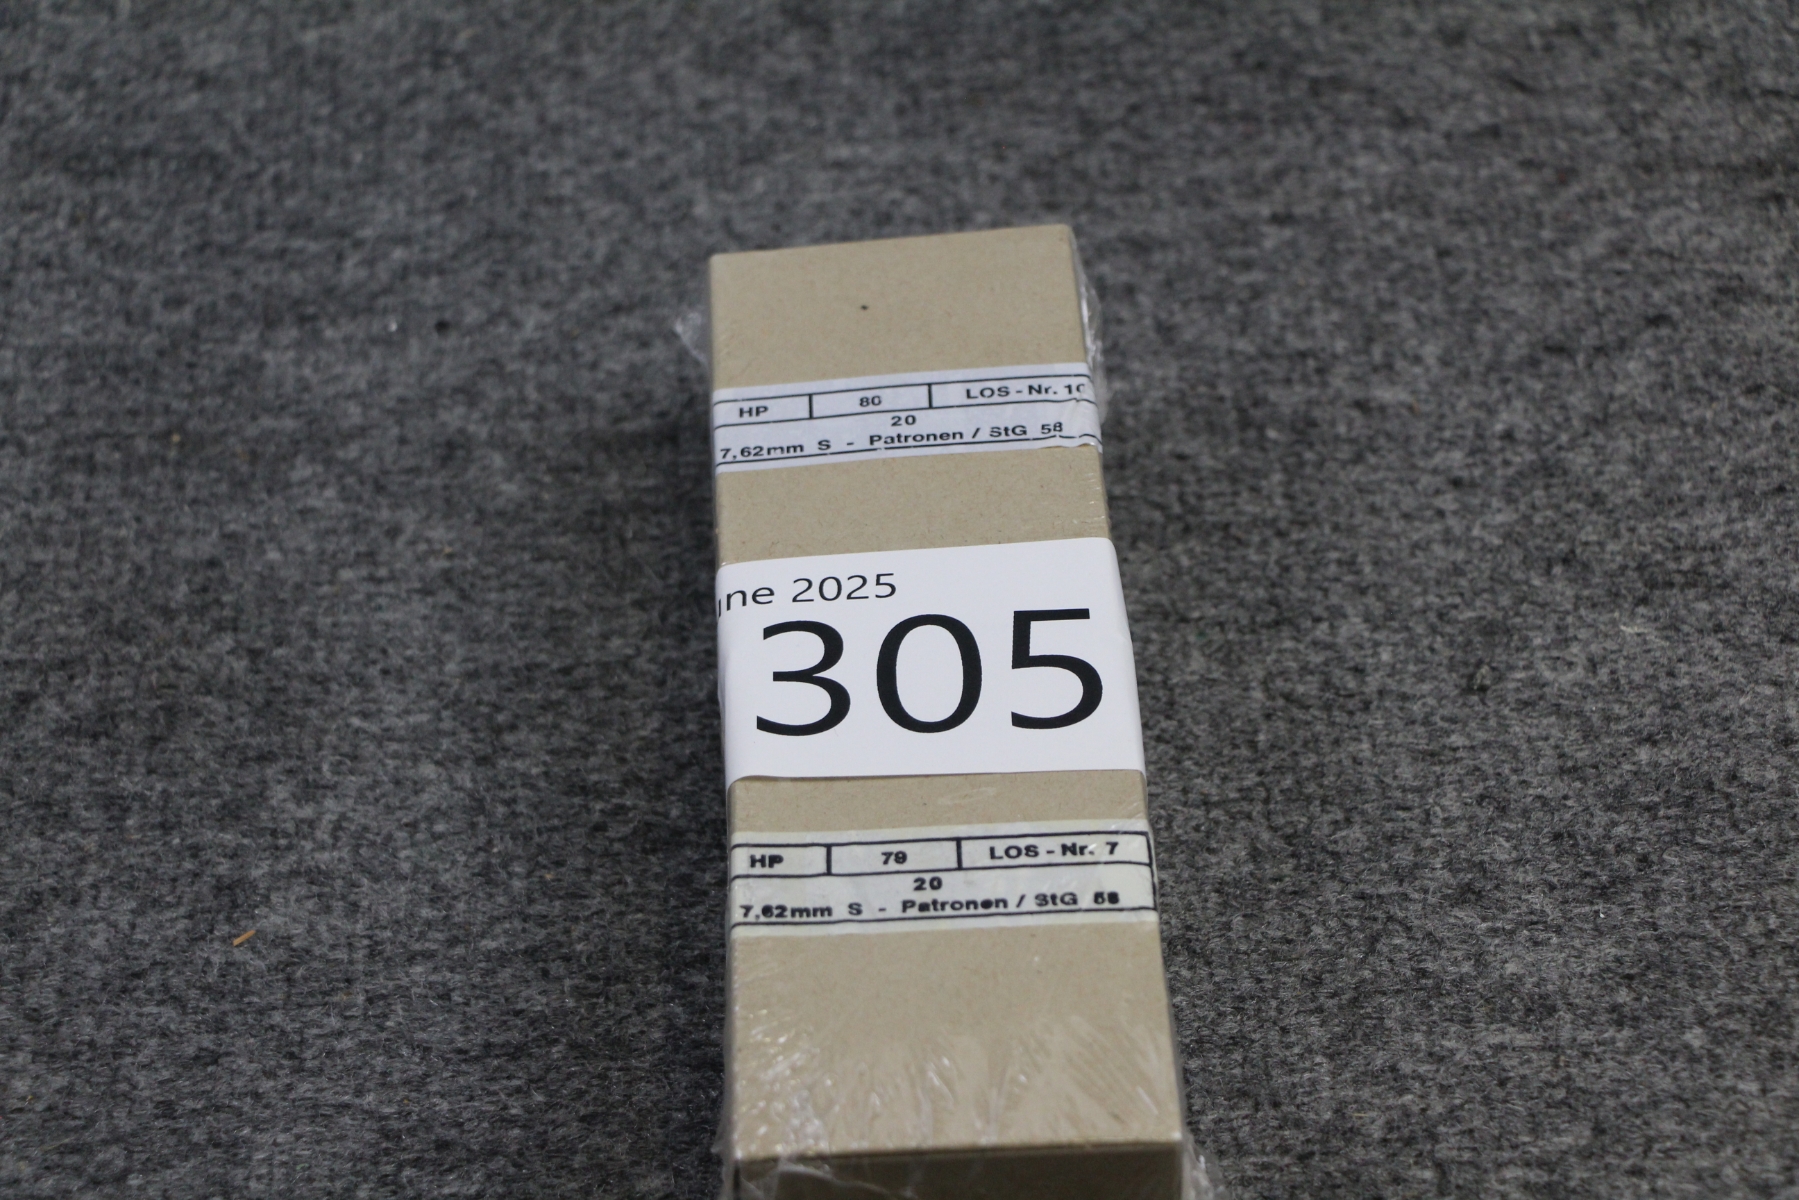 HP 80 LOS-Nr. 10
20
7,62mm S - Patronen / StG 58
une 2025
305
HP 79 LOS-Nr. 7
20
7,62mm S - Patronen / StG 58